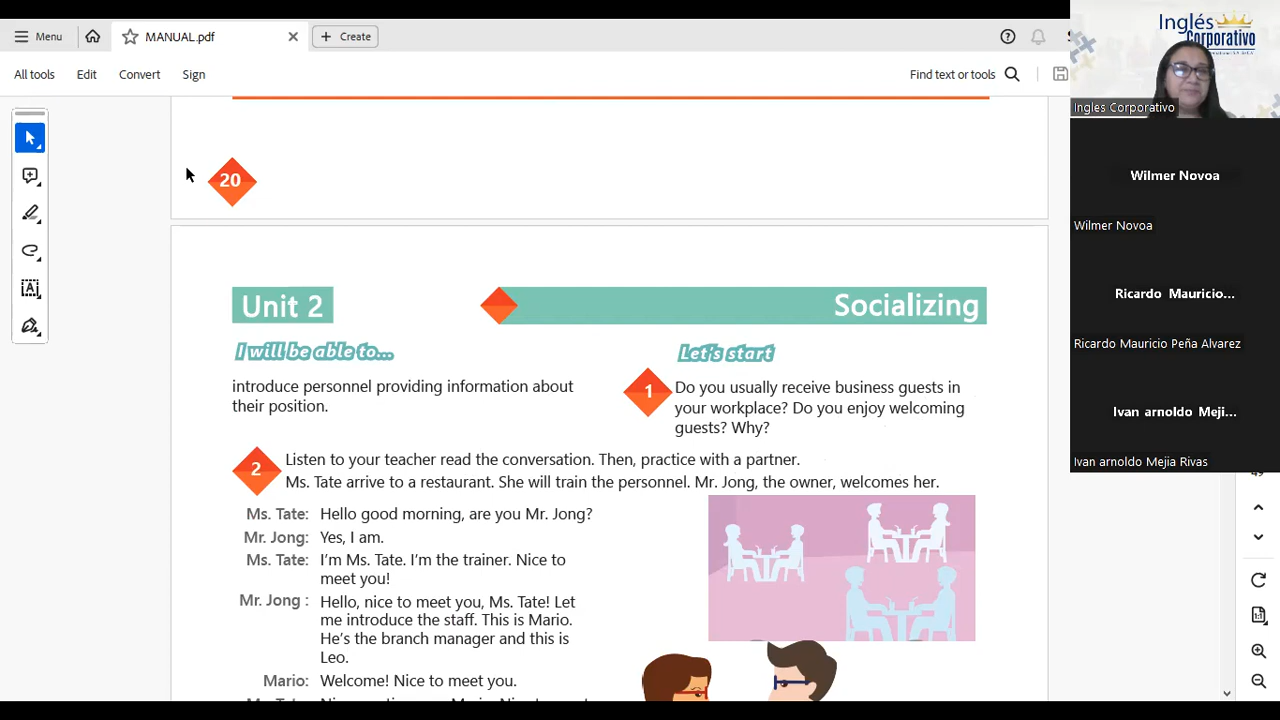 Menu
MANUAL.pdf
Create
All tools
Edit
Convert
Sign
Find text or tools
20
Unit 2
Socializing
I will be able to...
Let's start
introduce personnel providing information about
their position.
1
Do you usually receive business guests in
your workplace? Do you enjoy welcoming
guests? Why?
2
Listen to your teacher read the conversation. Then, practice with a partner.
Ms. Tate arrive to a restaurant. She will train the personnel. Mr. Jong, the owner, welcomes her.
Ms. Tate: Hello good morning, are you Mr. Jong?
Mr. Jong: Yes, I am.
Ms. Tate: I'm Ms. Tate. I'm the trainer. Nice to
meet you!
Mr. Jong : Hello, nice to meet you, Ms. Tate! Let
me introduce the staff. This is Mario.
He's the branch manager and this is
Leo.
Mario: Welcome! Nice to meet you.
Inglés
Corporativo
Ingles Corporativo
Wilmer Novoa
Wilmer Novoa
Ricardo Mauricio...
Ricardo Mauricio Peña Alvarez
Ivan arnoldo Meji...
Ivan arnoldo Mejia Rivas